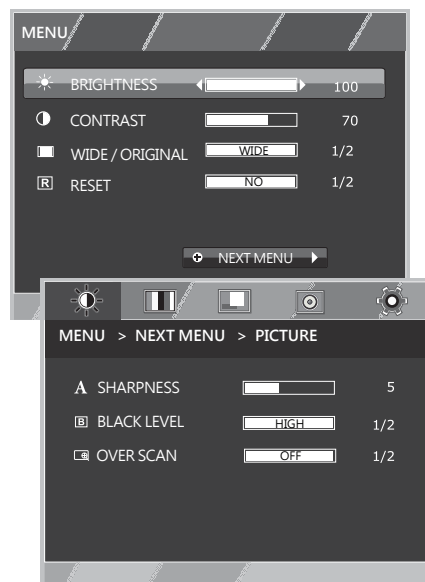 MENU
BRIGHTNESS 100
CONTRAST 70
WIDE / ORIGINAL WIDE 1/2
R RESET NO 1/2
NEXT MENU
MENU > NEXT MENU > PICTURE
A SHARPNESS 5
B BLACK LEVEL HIGH 1/2
OVER SCAN OFF 1/2